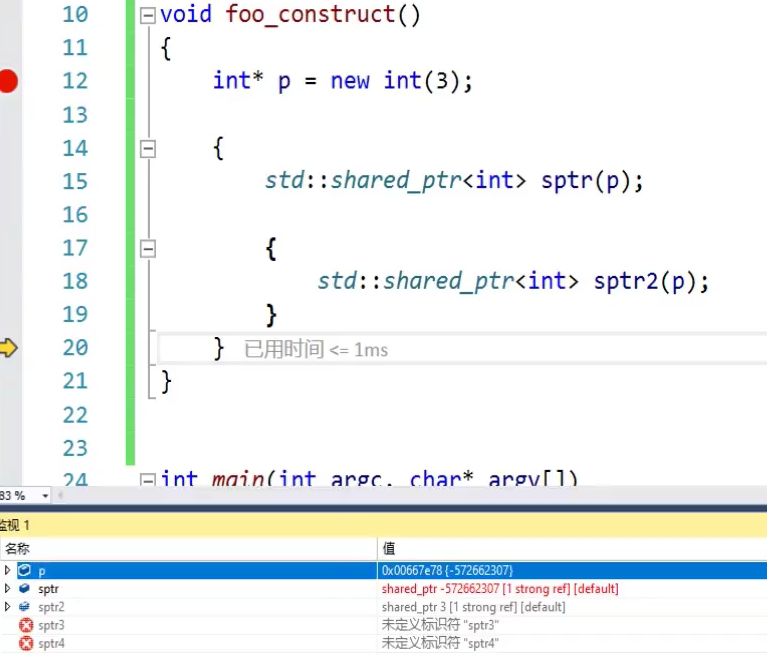 10 void foo_construct()
11 {
12 int* p = new int(3);
13
14 {
15 std::shared_ptr<int> sptr(p);
16
17 {
18 std::shared_ptr<int> sptr2(p);
19 }
20 } 已用时间 <= 1ms
21 }
22
23
24 int main(int argc, char* argv[])
83 %
监视 1
名称 值
p 0x00667e78 {-572662307}
sptr shared_ptr -572662307 [1 strong ref] [default]
sptr2 shared_ptr 3 [1 strong ref] [default]
sptr3 未定义标识符 "sptr3"
sptr4 未定义标识符 "sptr4"